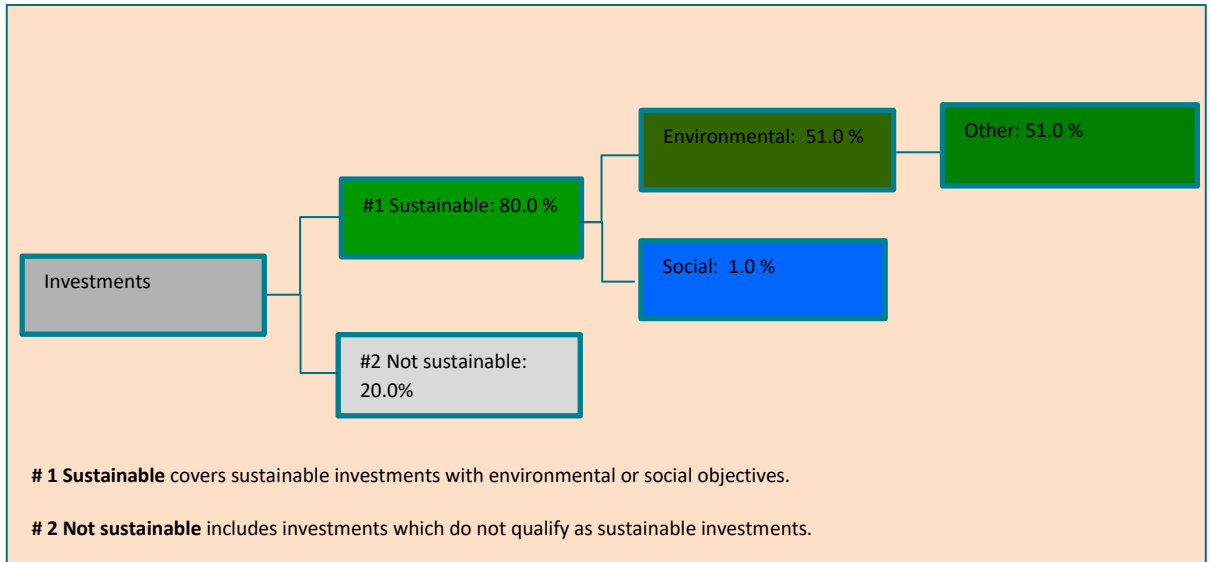 Investments
#1 Sustainable: 80.0 %
#2 Not sustainable:
20.0%
Environmental:  51.0 %
Social:  1.0 %
Other: 51.0 %
# 1 Sustainable covers sustainable investments with environmental or social objectives.
# 2 Not sustainable includes investments which do not qualify as sustainable investments.